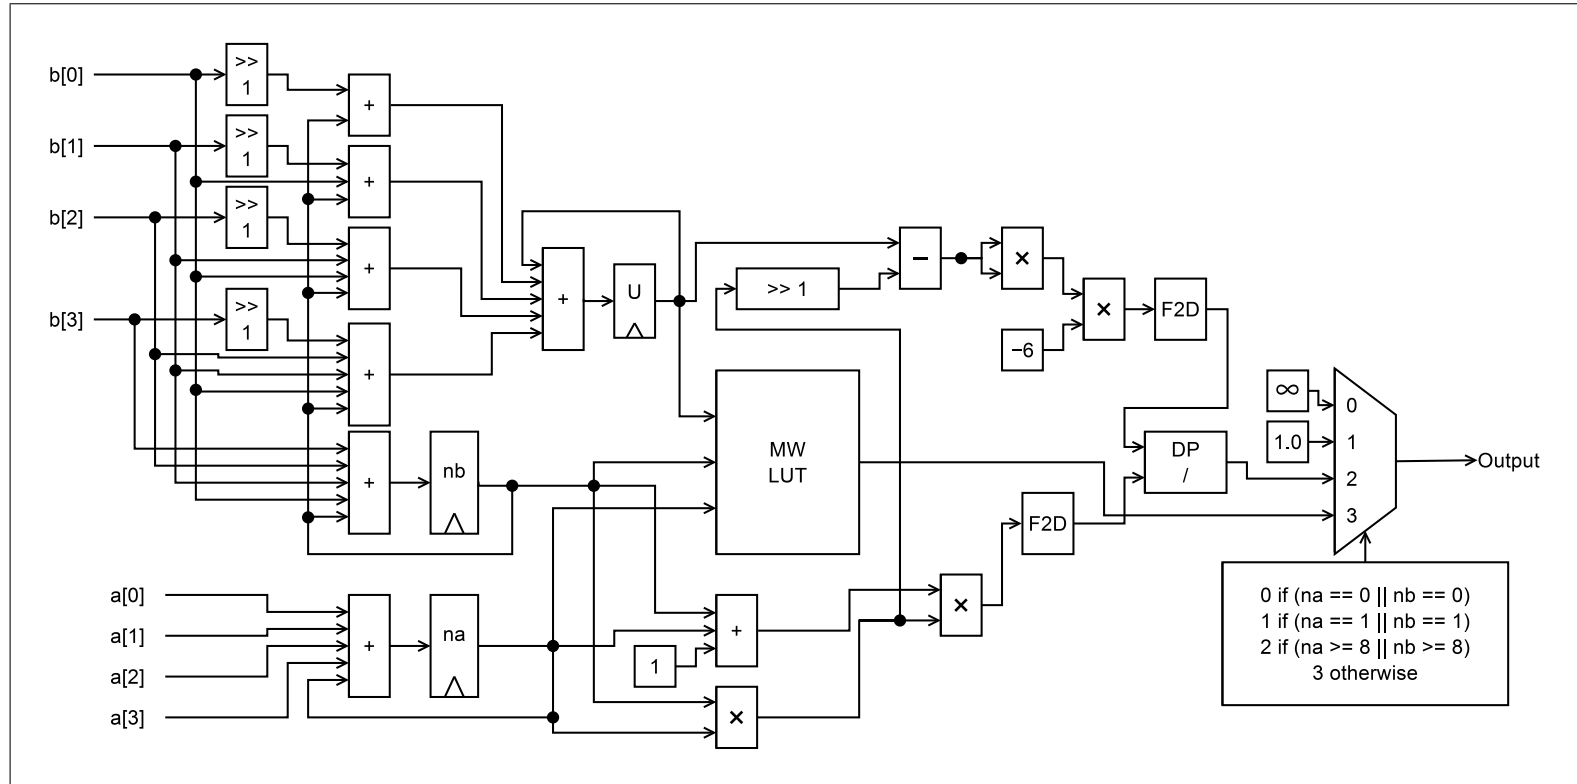 b[0]
>>
1
+
b[1]
>>
1
+
b[2]
>>
1
+
b[3]
>>
1
+
+
nb
+
U
>> 1
−
×
−6
×
F2D
MW
LUT
DP
/
F2D
∞
1.0
0
1
2
3
Output
a[0]
a[1]
a[2]
a[3]
+
na
1
+
×
×
0 if (na == 0 || nb == 0)
1 if (na == 1 || nb == 1)
2 if (na >= 8 || nb >= 8)
3 otherwise